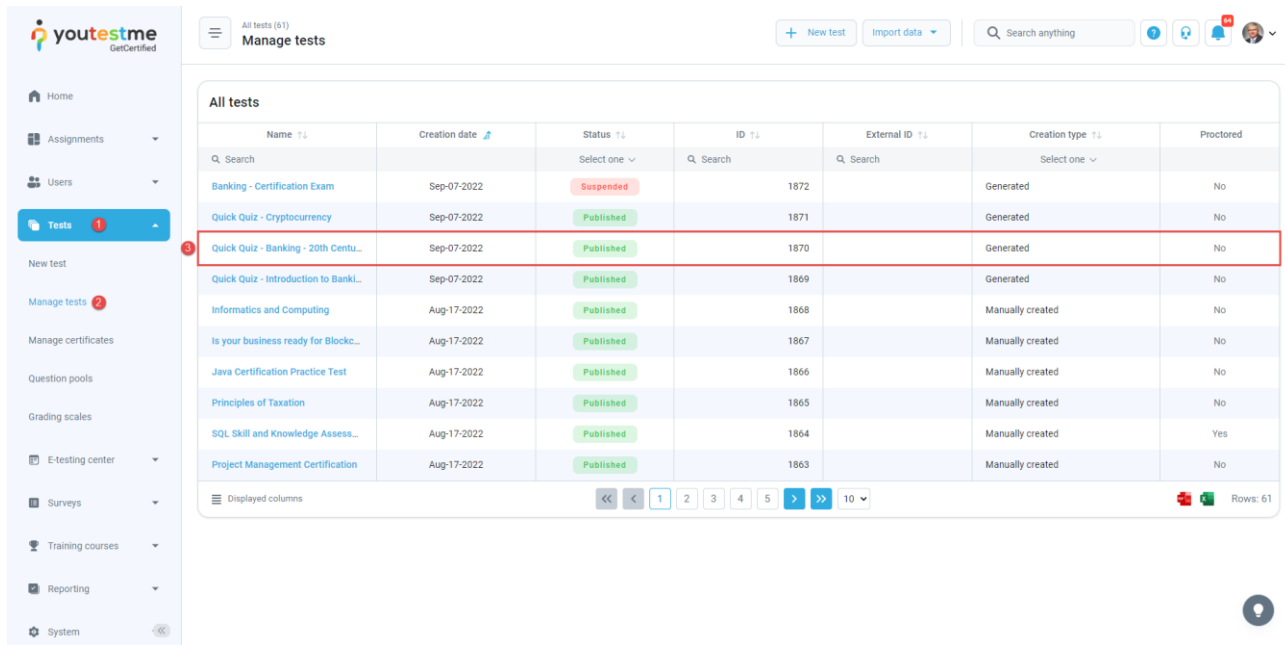 youtestme
GetCertified
All tests (61)
Manage tests
New test
Import data
Search anything
?
64
Home
Assignments
Users
Tests 1
New test
Manage tests 2
Manage certificates
Question pools
Grading scales
E-testing center
Surveys
Training courses
Reporting
System
All tests
Name Creation date Status ID External ID Creation type Proctored
Search Select one Search Search Select one
Banking - Certification Exam Sep-07-2022 Suspended 1872 Generated No
Quick Quiz - Cryptocurrency Sep-07-2022 Published 1871 Generated No
3 Quick Quiz - Banking - 20th Centu... Sep-07-2022 Published 1870 Generated No
Quick Quiz - Introduction to Banki... Sep-07-2022 Published 1869 Generated No
Informatics and Computing Aug-17-2022 Published 1868 Manually created No
Is your business ready for Blockc... Aug-17-2022 Published 1867 Manually created No
Java Certification Practice Test Aug-17-2022 Published 1866 Manually created No
Principles of Taxation Aug-17-2022 Published 1865 Manually created No
SQL Skill and Knowledge Assess... Aug-17-2022 Published 1864 Manually created Yes
Project Management Certification Aug-17-2022 Published 1863 Manually created No
Displayed columns << < 1 2 3 4 5 > >> 10 Rows: 61